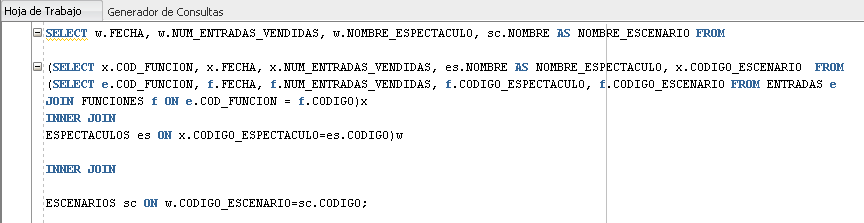 Hoja de Trabajo Generador de Consultas
SELECT w.FECHA, w.NUM_ENTRADAS_VENDIDAS, w.NOMBRE_ESPECTACULO, sc.NOMBRE AS NOMBRE_ESCENARIO FROM
(SELECT x.COD_FUNCION, x.FECHA, x.NUM_ENTRADAS_VENDIDAS, es.NOMBRE AS NOMBRE_ESPECTACULO, x.CODIGO_ESCENARIO FROM
(SELECT e.COD_FUNCION, f.FECHA, f.NUM_ENTRADAS_VENDIDAS, f.CODIGO_ESPECTACULO, f.CODIGO_ESCENARIO FROM ENTRADAS e
JOIN FUNCIONES f ON e.COD_FUNCION = f.CODIGO)x
INNER JOIN
ESPECTACULOS es ON x.CODIGO_ESPECTACULO=es.CODIGO)w
INNER JOIN
ESCENARIOS sc ON w.CODIGO_ESCENARIO=sc.CODIGO;